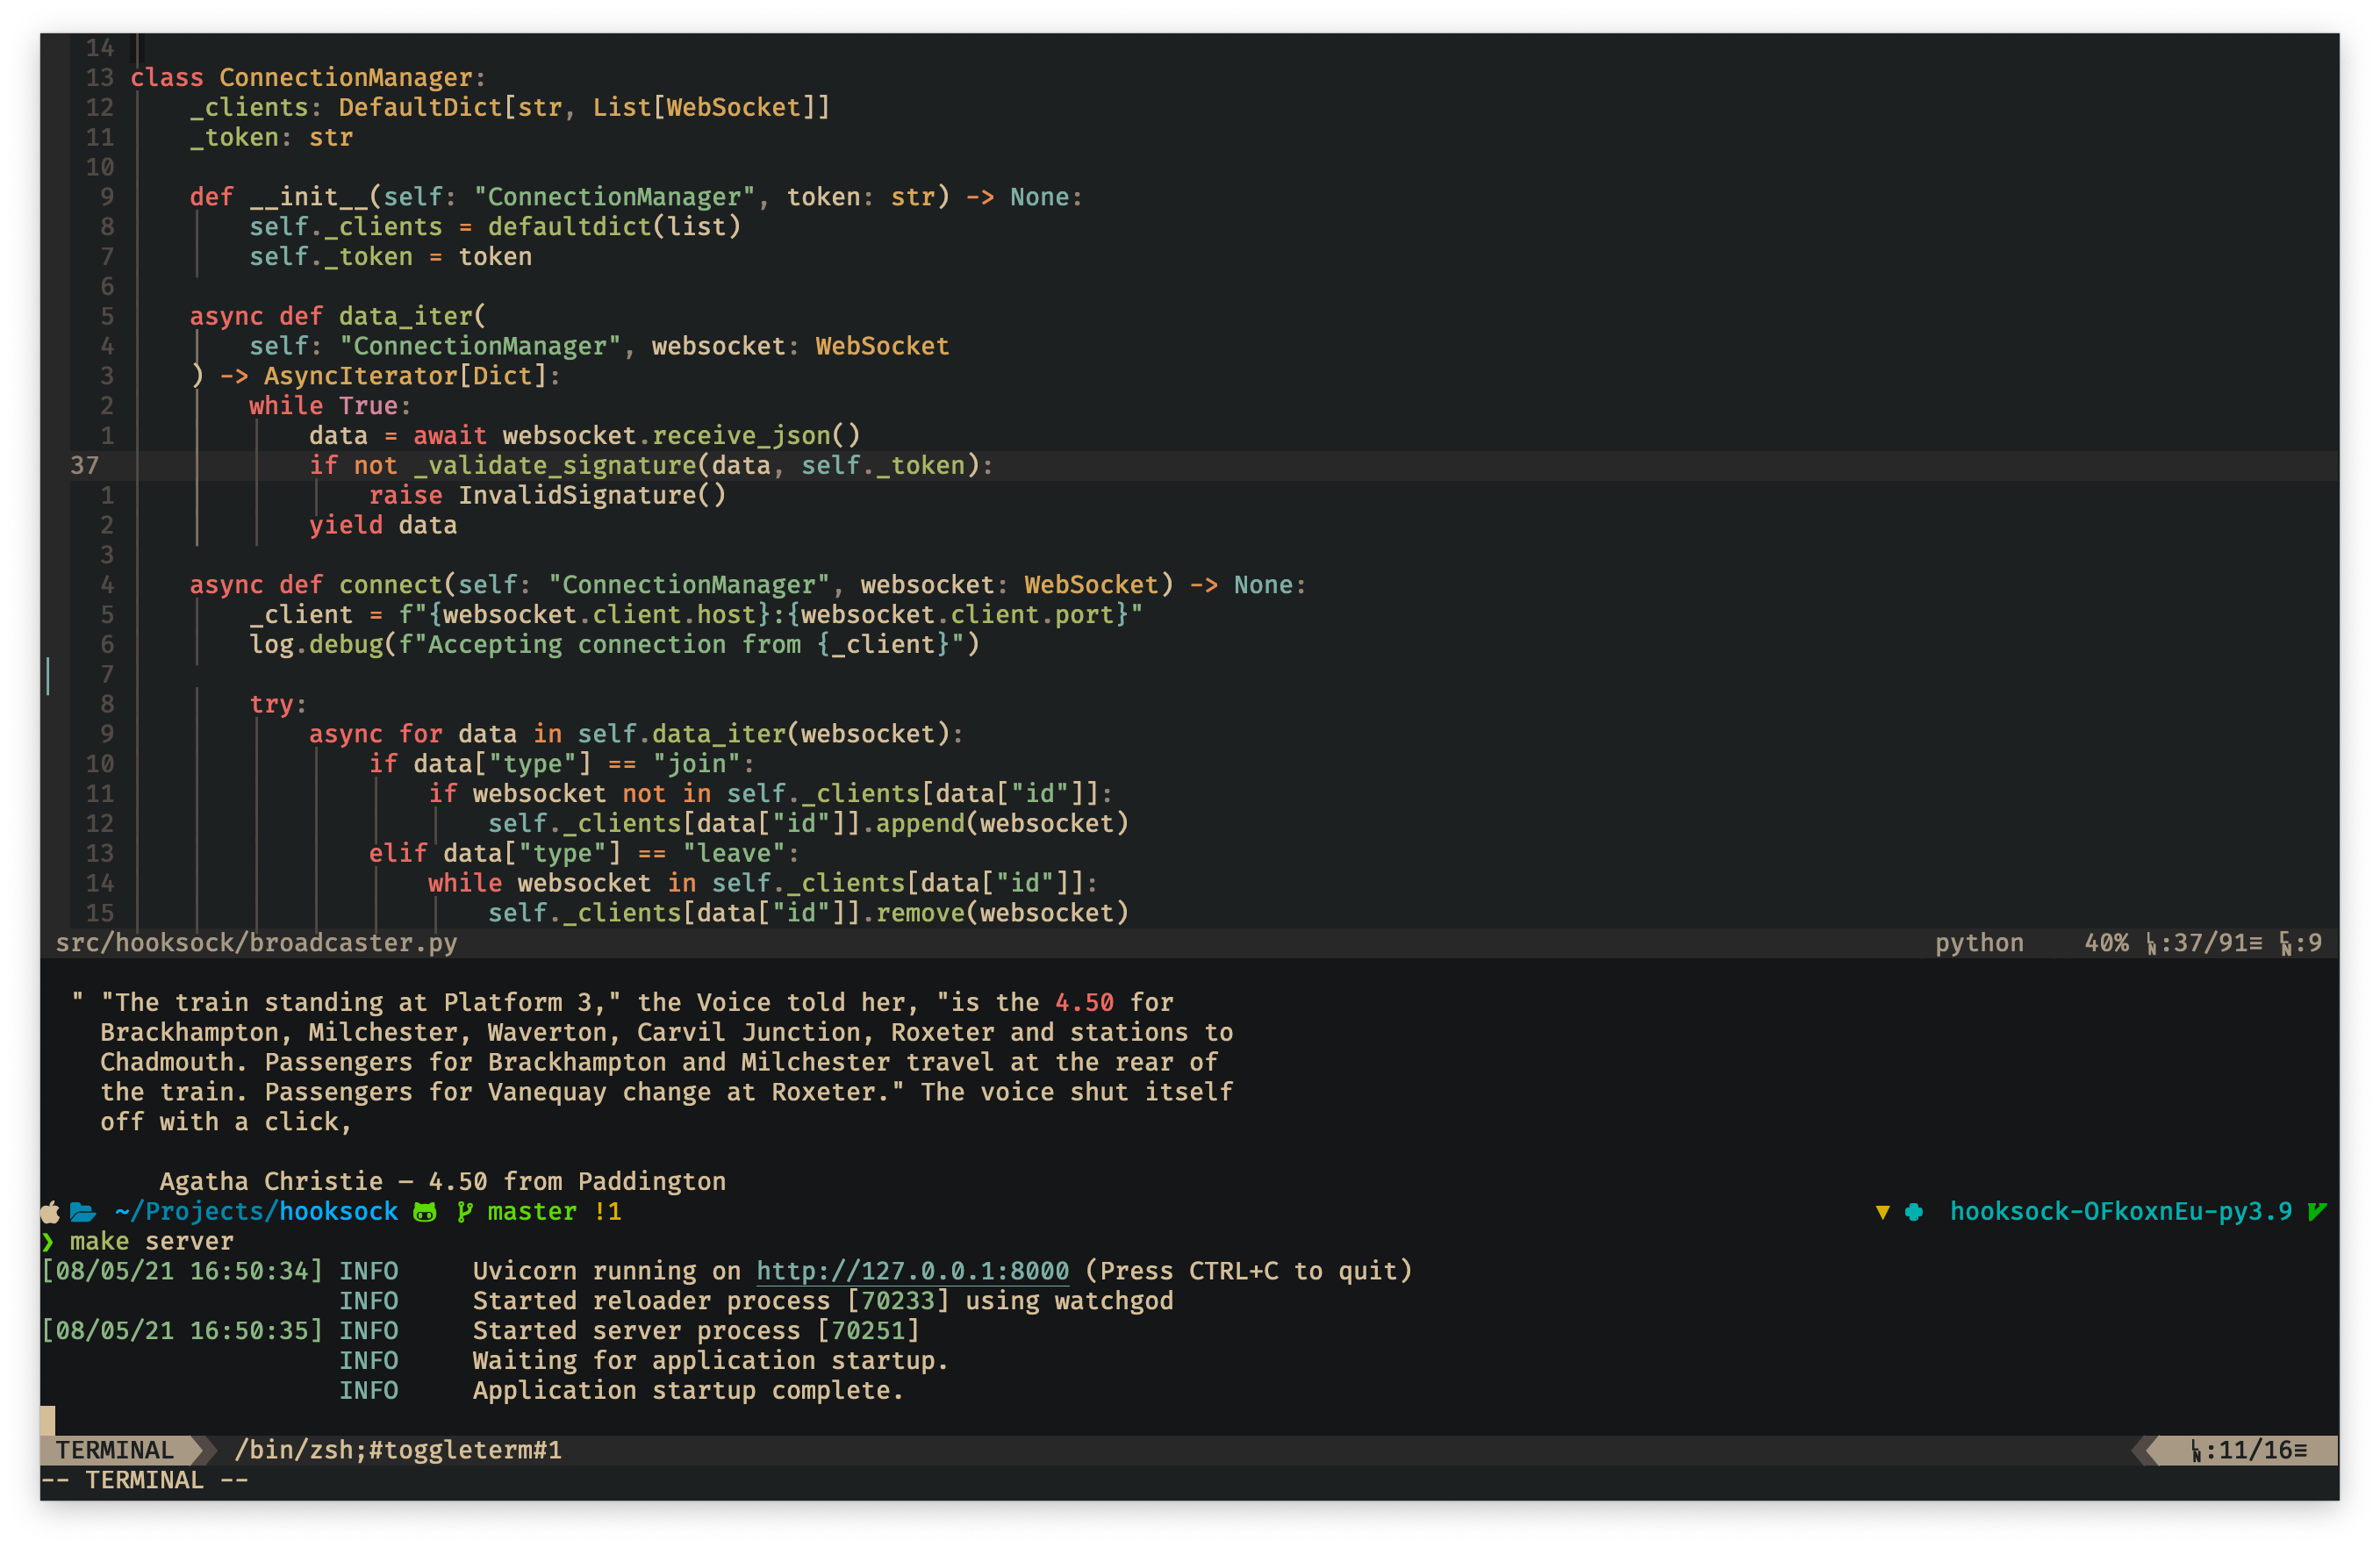 14
13 class ConnectionManager:
12     _clients: DefaultDict[str, List[WebSocket]]
11     _token: str
10
9     def __init__(self: "ConnectionManager", token: str) -> None:
8         self._clients = defaultdict(list)
7         self._token = token
6
5     async def data_iter(
4         self: "ConnectionManager", websocket: WebSocket
3     ) -> AsyncIterator[Dict]:
2         while True:
1             data = await websocket.receive_json()
37             if not _validate_signature(data, self._token):
1                 raise InvalidSignature()
2             yield data
3
4     async def connect(self: "ConnectionManager", websocket: WebSocket) -> None:
5         _client = f"{websocket.client.host}:{websocket.client.port}"
6         log.debug(f"Accepting connection from {_client}")
7
8         try:
9             async for data in self.data_iter(websocket):
10                 if data["type"] == "join":
11                     if websocket not in self._clients[data["id"]]:
12                         self._clients[data["id"]].append(websocket)
13                 elif data["type"] == "leave":
14                     while websocket in self._clients[data["id"]]:
15                         self._clients[data["id"]].remove(websocket)
src/hooksock/broadcaster.py python 40% LN:37/91≡ CN:9
" "The train standing at Platform 3," the Voice told her, "is the 4.50 for
Brackhampton, Milchester, Waverton, Carvil Junction, Roxeter and stations to
Chadmouth. Passengers for Brackhampton and Milchester travel at the rear of
the train. Passengers for Vanequay change at Roxeter." The voice shut itself
off with a click,
Agatha Christie – 4.50 from Paddington
~/Projects/hooksock master !1 ▼ hooksock-OFkoxnEu-py3.9
❯ make server
[08/05/21 16:50:34] INFO     Uvicorn running on http://127.0.0.1:8000 (Press CTRL+C to quit)
INFO     Started reloader process [70233] using watchgod
[08/05/21 16:50:35] INFO     Started server process [70251]
INFO     Waiting for application startup.
INFO     Application startup complete.
TERMINAL /bin/zsh;#toggleterm#1 LN:11/16≡
-- TERMINAL --